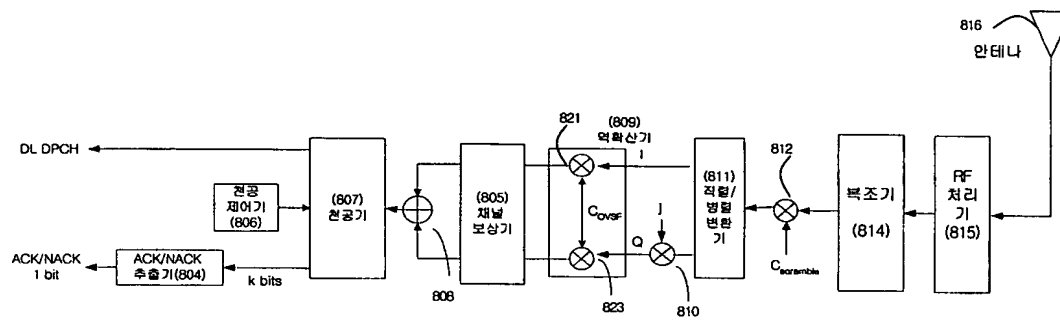 816
안테나
DL DPCH
천공
제어기
(806)
(807)
천공기
ACK/NACK
1 bit
ACK/NACK
추출기(804)
k bits
808
(805)
채널
보상기
821
(809)
역확산기
I
C_OVSF
Q
J
823
810
(811)
직렬/
병렬
변환
기
812
C_scramble
복조기
(814)
RF
처리
기
(815)